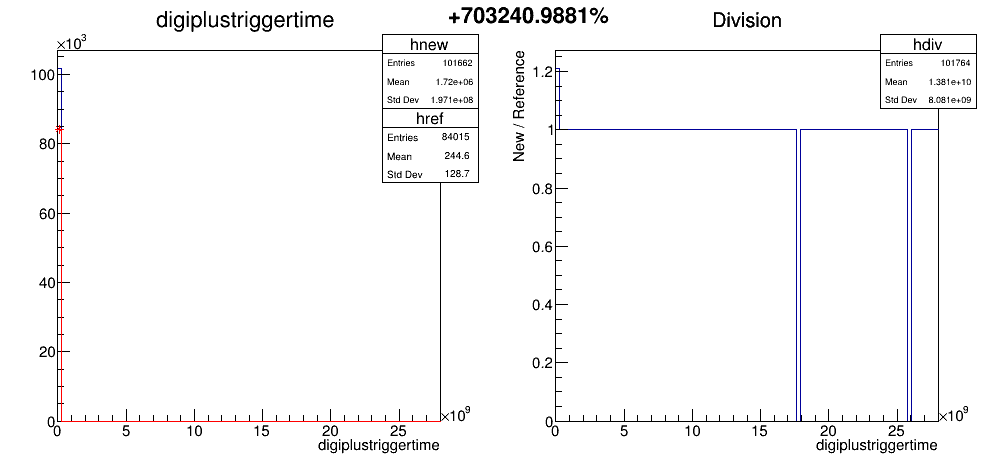 digiplustriggertime
+703240.9881%
Division
×10³
hnew
Entries 101662
Mean 1.72e+06
Std Dev 1.971e+08
href
Entries 84015
Mean 244.6
Std Dev 128.7
100
80
60
40
20
0
0 5 10 15 20 25
×10⁹
digiplustriggertime
hdiv
Entries 101764
Mean 1.381e+10
Std Dev 8.081e+09
New / Reference
1.2
1
0.8
0.6
0.4
0.2
0
0 5 10 15 20 25
×10⁹
digiplustriggertime